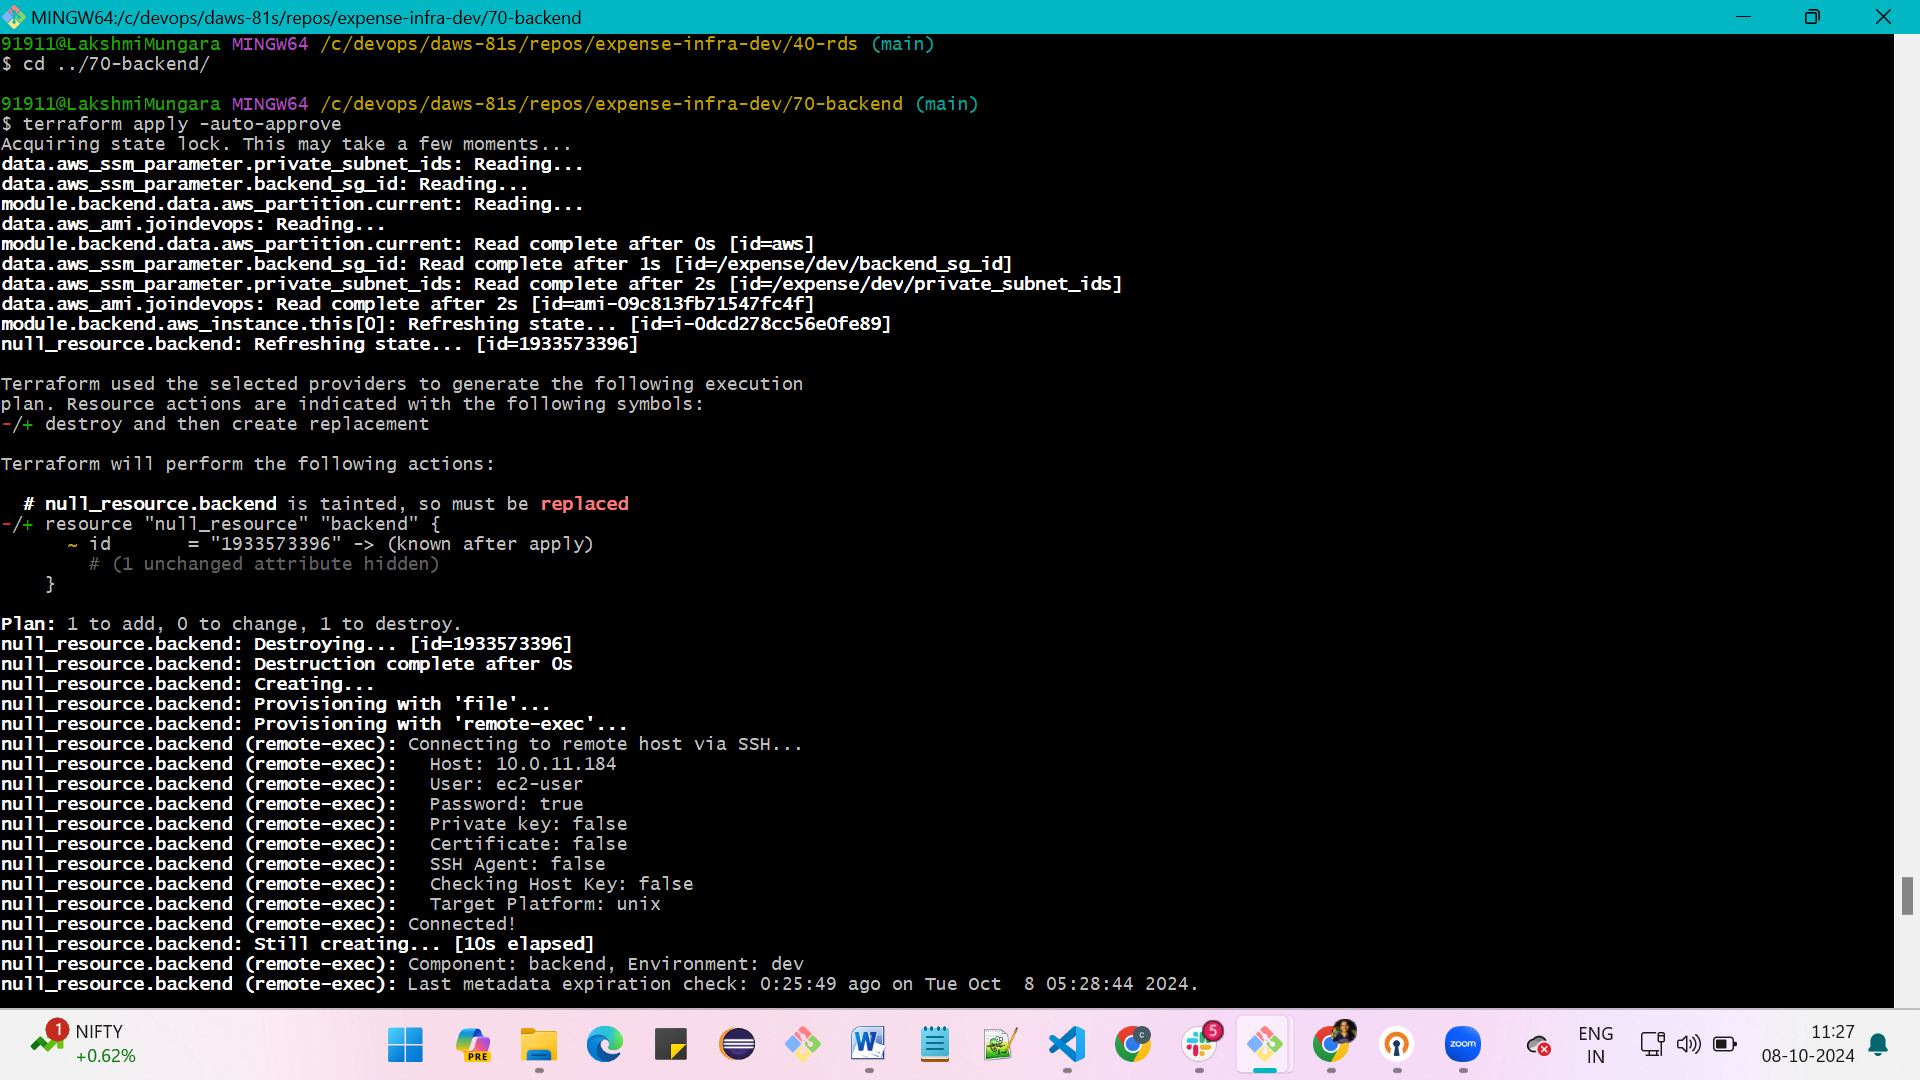 MINGW64:/c/devops/daws-81s/repos/expense-infra-dev/70-backend
91911@LakshmiMungara MINGW64 /c/devops/daws-81s/repos/expense-infra-dev/40-rds (main)
$ cd ../70-backend/
91911@LakshmiMungara MINGW64 /c/devops/daws-81s/repos/expense-infra-dev/70-backend (main)
$ terraform apply -auto-approve
Acquiring state lock. This may take a few moments...
data.aws_ssm_parameter.private_subnet_ids: Reading...
data.aws_ssm_parameter.backend_sg_id: Reading...
module.backend.data.aws_partition.current: Reading...
data.aws_ami.joindevops: Reading...
module.backend.data.aws_partition.current: Read complete after 0s [id=aws]
data.aws_ssm_parameter.backend_sg_id: Read complete after 1s [id=/expense/dev/backend_sg_id]
data.aws_ssm_parameter.private_subnet_ids: Read complete after 2s [id=/expense/dev/private_subnet_ids]
data.aws_ami.joindevops: Read complete after 2s [id=ami-09c813fb71547fc4f]
module.backend.aws_instance.this[0]: Refreshing state... [id=i-0dcd278cc56e0fe89]
null_resource.backend: Refreshing state... [id=1933573396]
Terraform used the selected providers to generate the following execution
plan. Resource actions are indicated with the following symbols:
-/+ destroy and then create replacement
Terraform will perform the following actions:
# null_resource.backend is tainted, so must be replaced
-/+ resource "null_resource" "backend" {
~ id       = "1933573396" -> (known after apply)
# (1 unchanged attribute hidden)
}
Plan: 1 to add, 0 to change, 1 to destroy.
null_resource.backend: Destroying... [id=1933573396]
null_resource.backend: Destruction complete after 0s
null_resource.backend: Creating...
null_resource.backend: Provisioning with 'file'...
null_resource.backend: Provisioning with 'remote-exec'...
null_resource.backend (remote-exec): Connecting to remote host via SSH...
null_resource.backend (remote-exec):   Host: 10.0.11.184
null_resource.backend (remote-exec):   User: ec2-user
null_resource.backend (remote-exec):   Password: true
null_resource.backend (remote-exec):   Private key: false
null_resource.backend (remote-exec):   Certificate: false
null_resource.backend (remote-exec):   SSH Agent: false
null_resource.backend (remote-exec):   Checking Host Key: false
null_resource.backend (remote-exec):   Target Platform: unix
null_resource.backend (remote-exec): Connected!
null_resource.backend: Still creating... [10s elapsed]
null_resource.backend (remote-exec): Component: backend, Environment: dev
null_resource.backend (remote-exec): Last metadata expiration check: 0:25:49 ago on Tue Oct  8 05:28:44 2024.
1 NIFTY
+0.62%
PRE
W
C
5
zoom
ENG
IN
11:27
08-10-2024